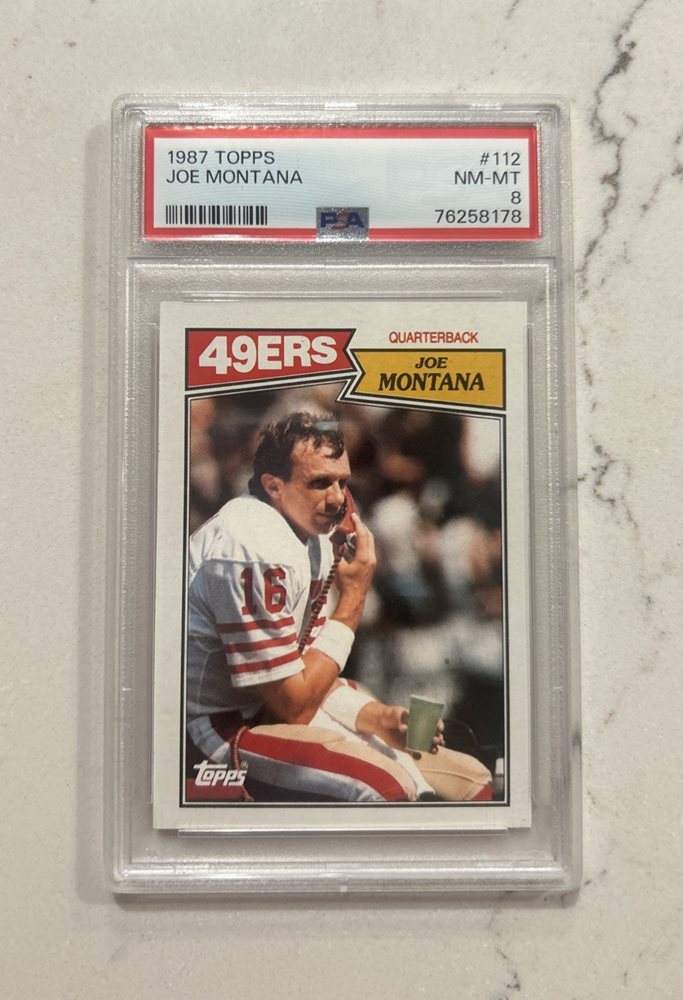 1987 TOPPS #112
JOE MONTANA NM-MT
8
PSA 76258178
49ERS
QUARTERBACK
JOE
MONTANA
16
topps®